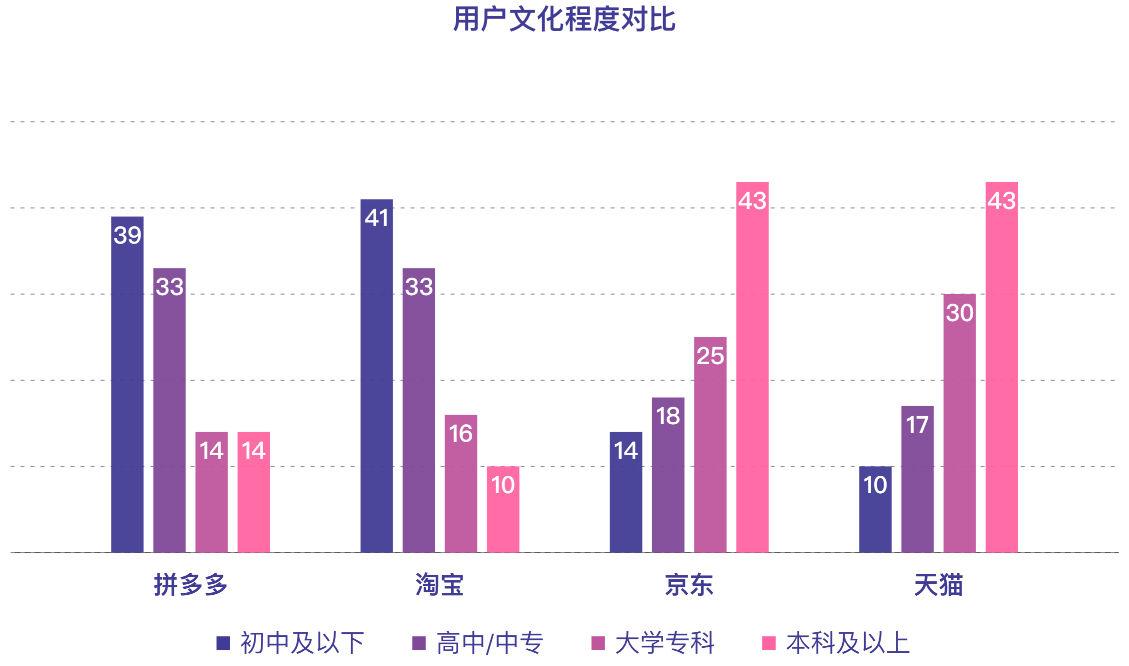 用户文化程度对比
39 33 14 14 41 33 16 10 14 18 25 43 10 17 30 43
拼多多 淘宝 京东 天猫
初中及以下 高中/中专 大学专科 本科及以上